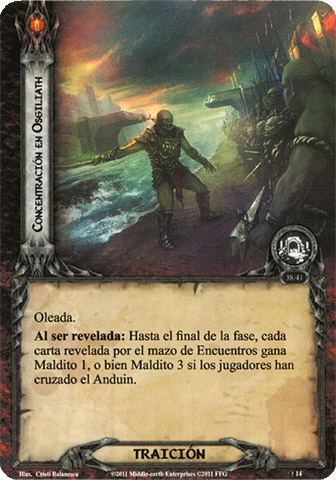 CONCENTRACIÓN EN OSGILIATH
38/41
Oleada.
Al ser revelada: Hasta el final de la fase, cada
carta revelada por el mazo de Encuentros gana
Maldito 1, o bien Maldito 3 si los jugadores han
cruzado el Anduin.
TRAICIÓN
Illus. Cristi Balanescu
©2011 Middle-earth Enterprises ©2011 FFG
14